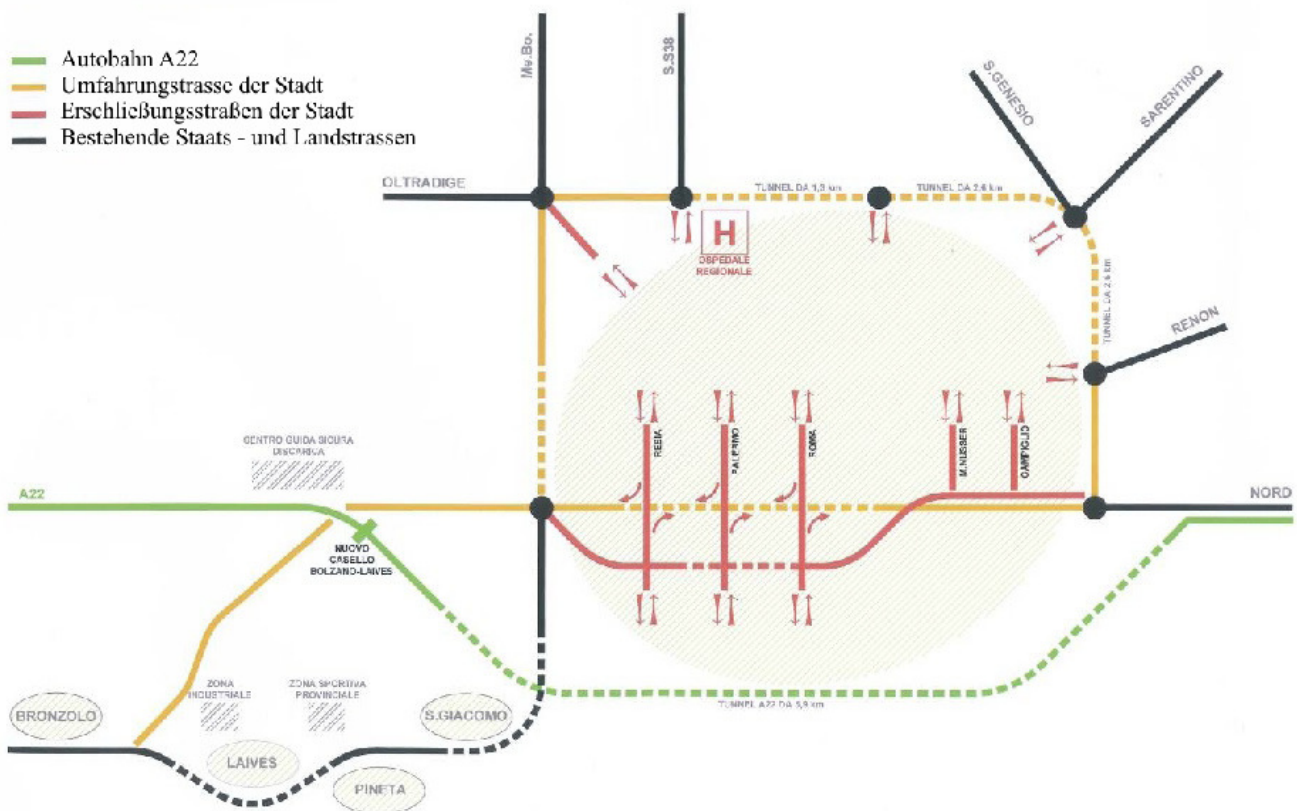 Autobahn A22
Umfahrungstrasse der Stadt
Erschließungsstraßen der Stadt
Bestehende Staats - und Landstrassen
Me.Bo.
S.S38
S.GENESIO
SARENTINO
OLTRADIGE
TUNNEL DA 1,3 km
TUNNEL DA 2,6 km
H
OSPEDALE
REGIONALE
TUNNEL DA 2,6 km
RENON
CENTRO GUIDA SICURA
DISCARICA
RESIA
PALERMO
ROMA
M.NUSSER
CAMPIGLIO
A22
NORD
NUOVO
CASELLO
BOLZANO-LAIVES
ZONA
INDUSTRIALE
ZONA SPORTIVA
PROVINCIALE
TUNNEL A22 DA 5,9 km
BRONZOLO
S.GIACOMO
LAIVES
PINETA